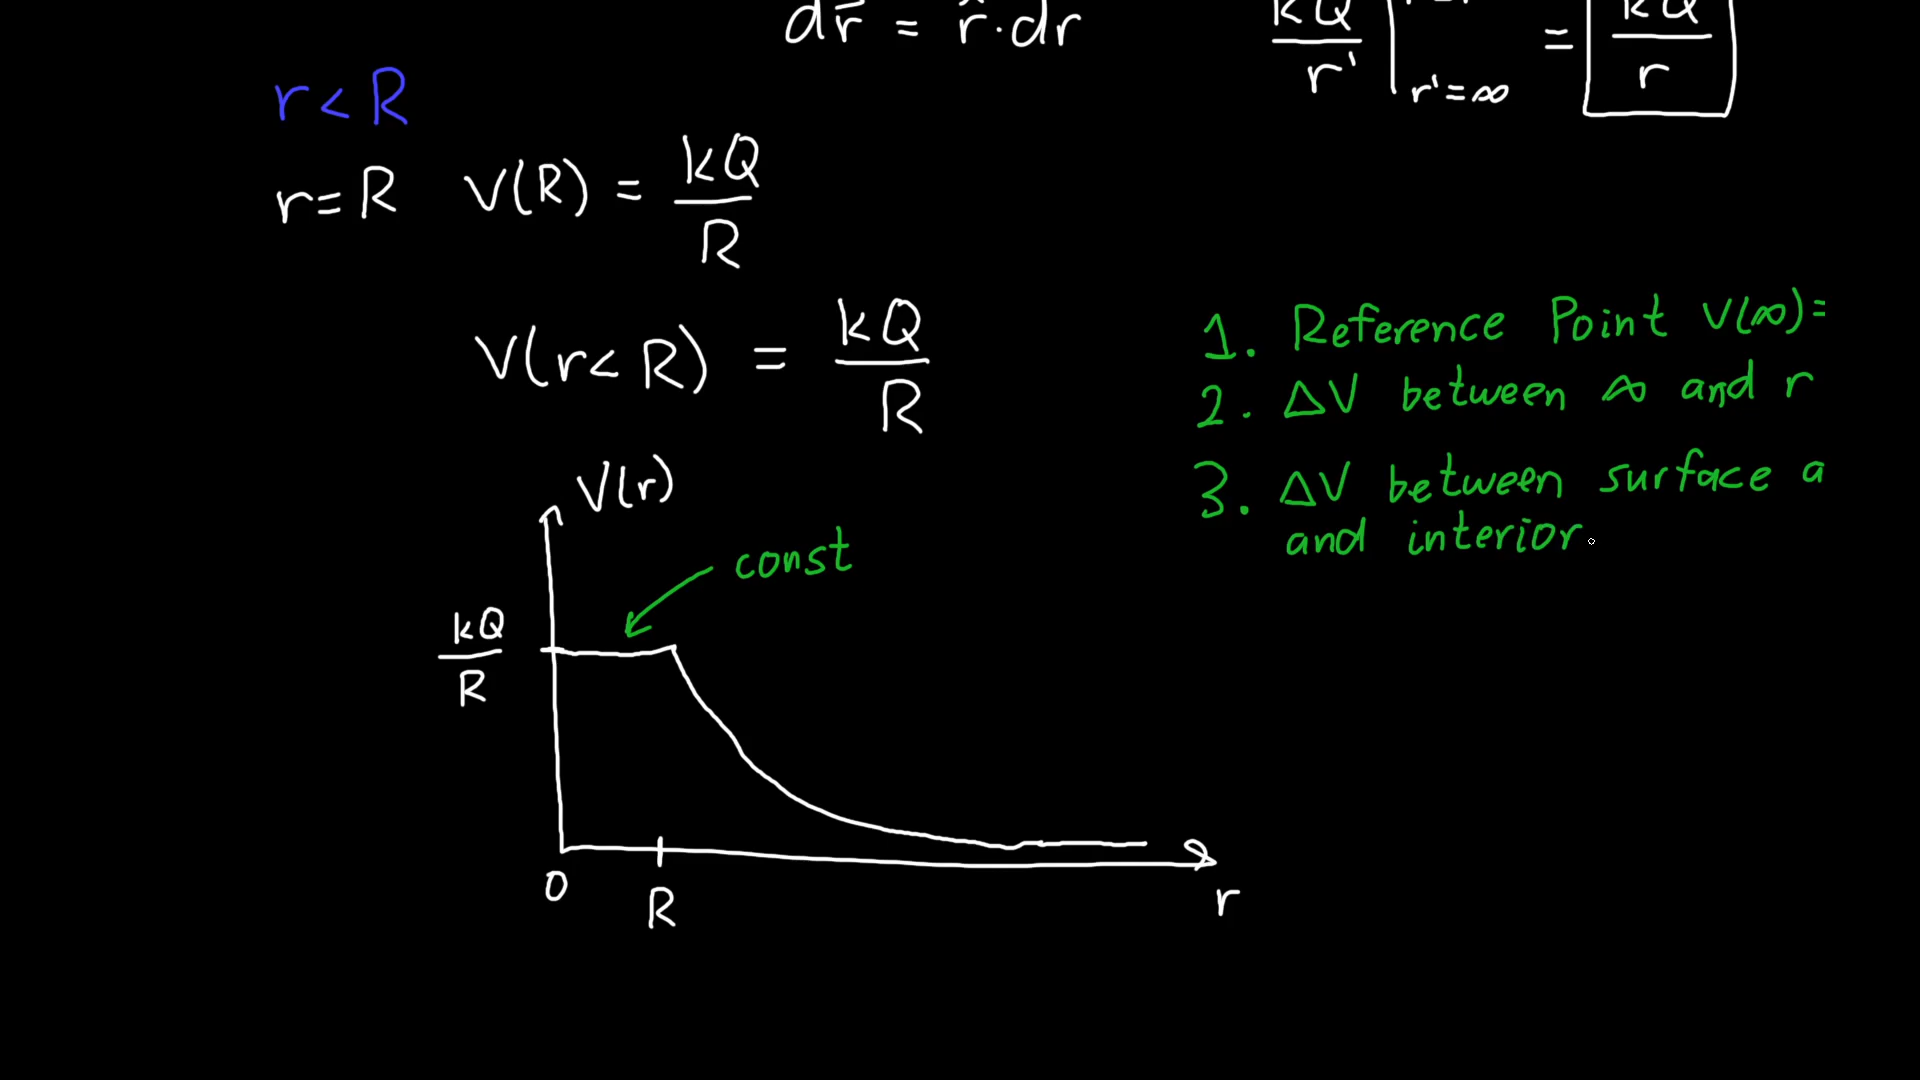 dr⃗ = r̂·dr
kQ/r' |r'=∞ = kQ/r
r<R
r=R V(R) = kQ/R
V(r<R) = kQ/R
1. Reference Point V(∞)=
2. ΔV between ∞ and r
3. ΔV between surface a
and interior.
V(r)
const
kQ/R
0
R
r